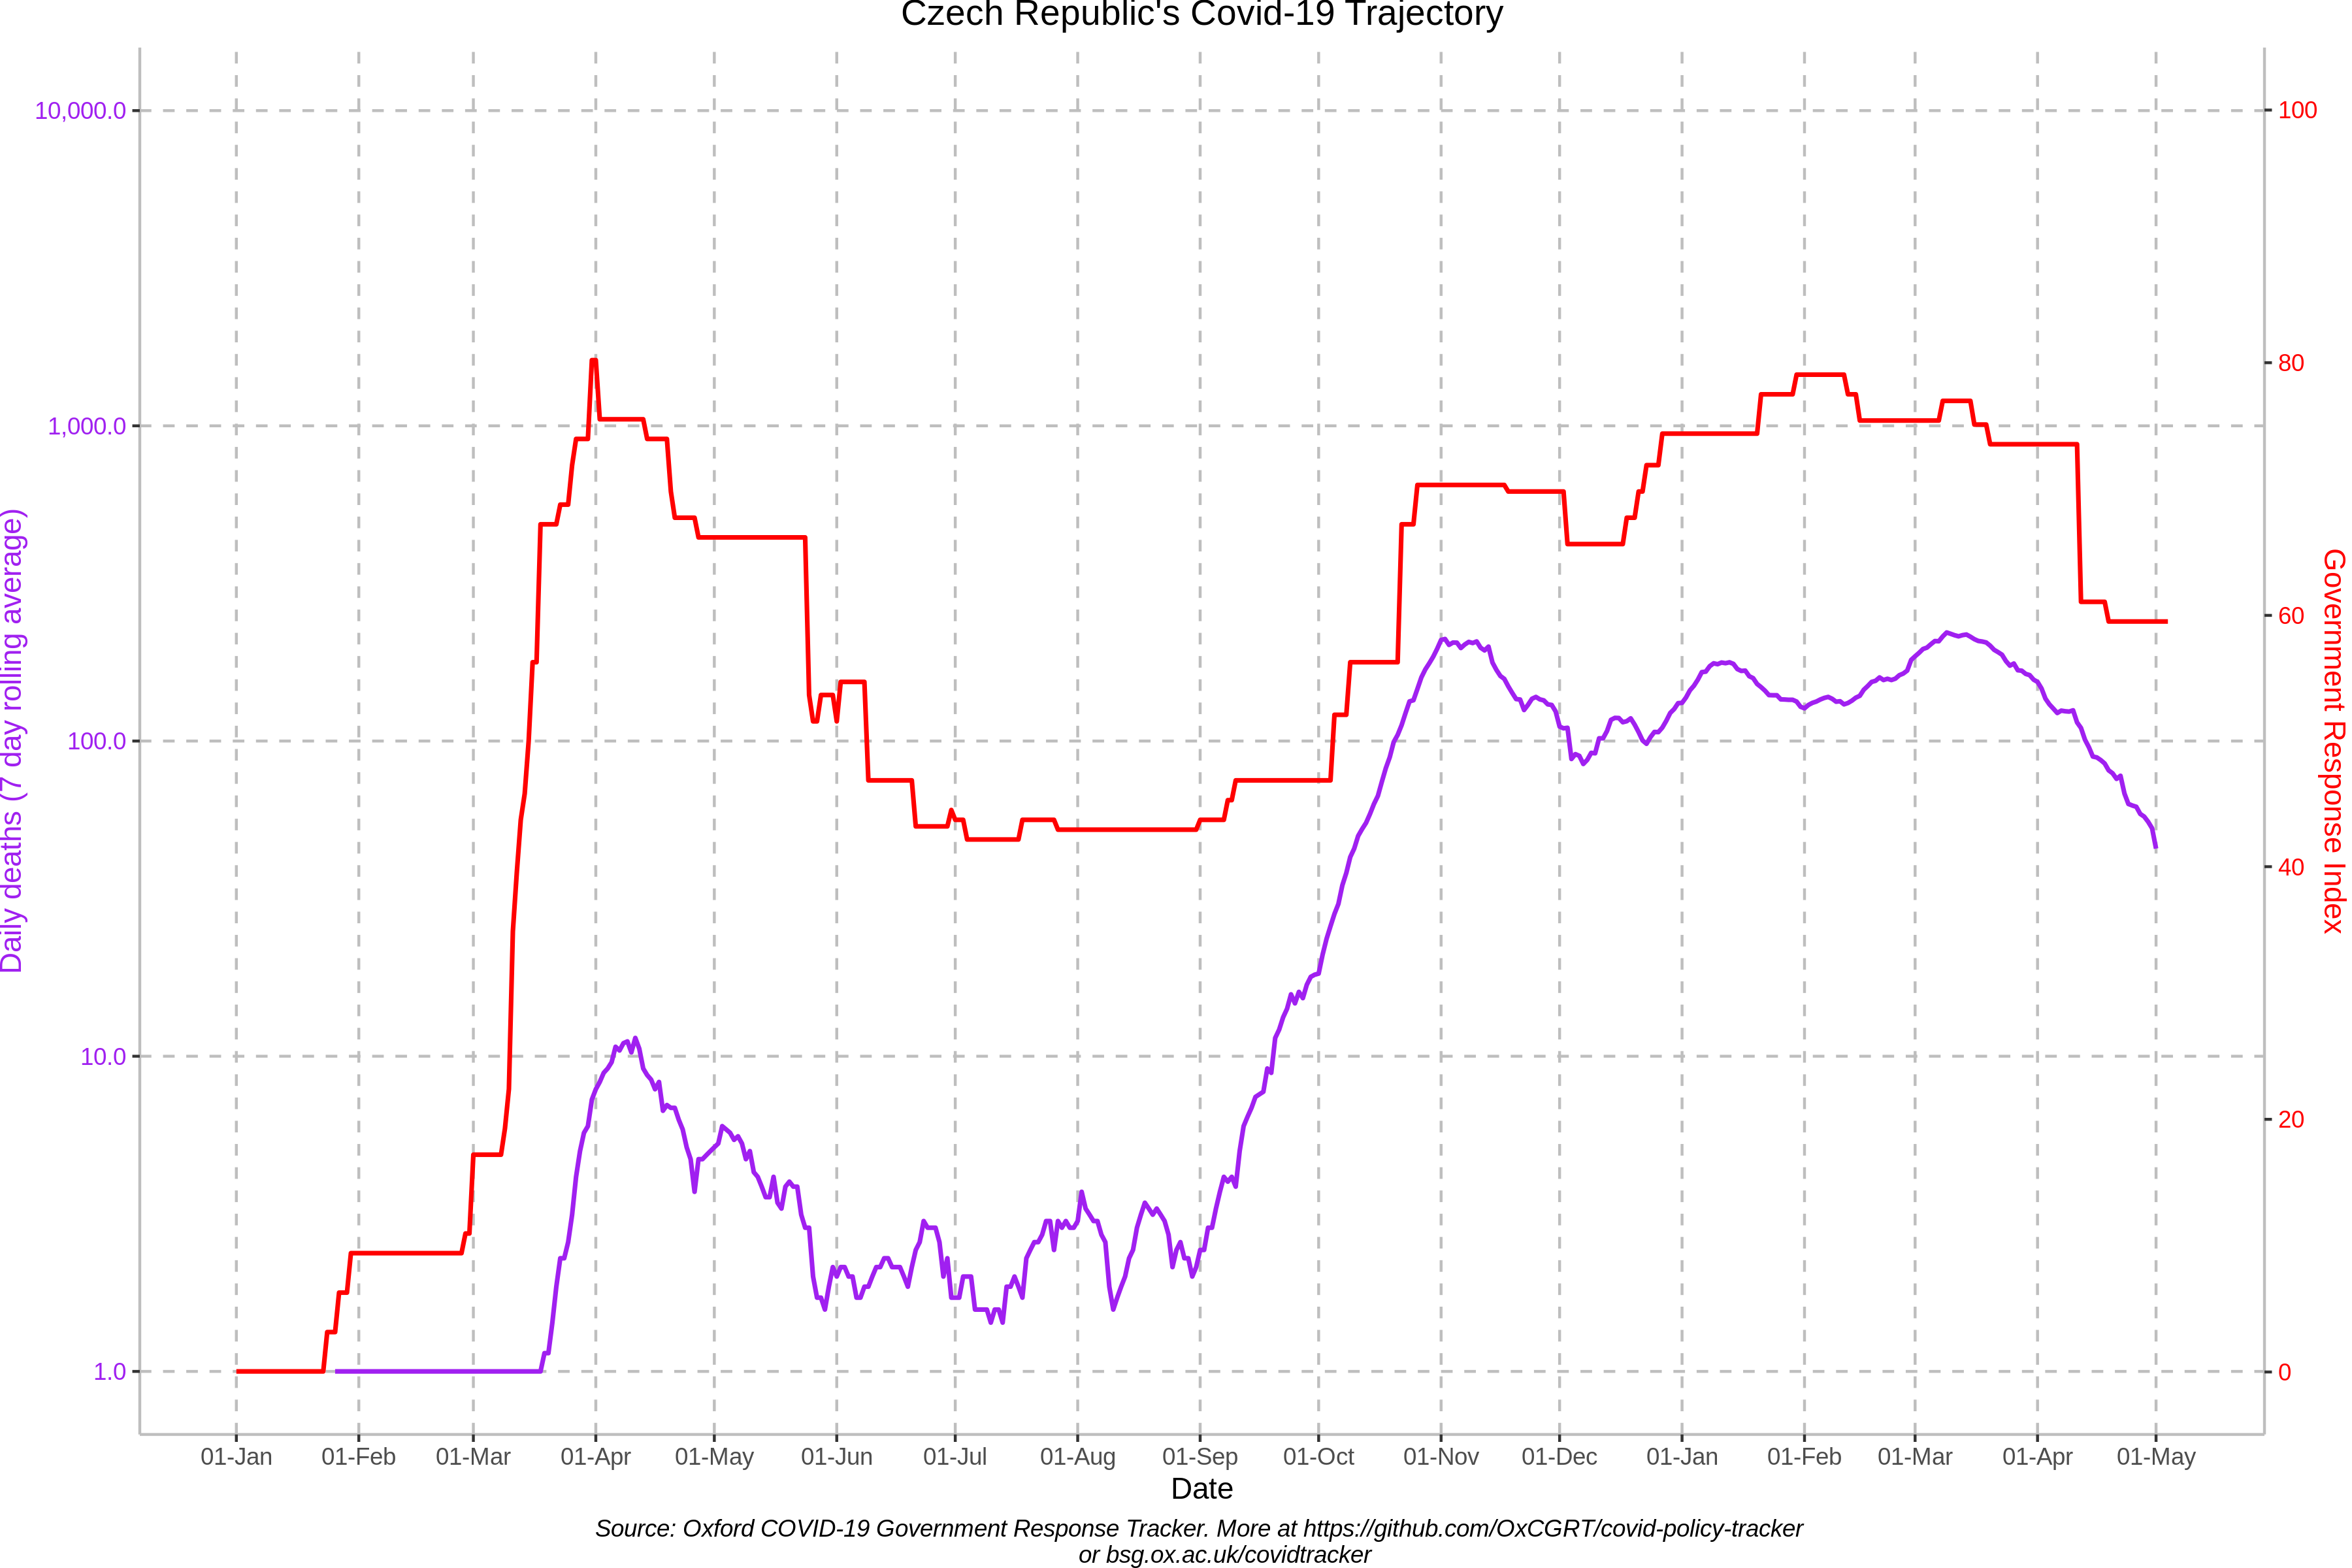 Czech Republic's Covid-19 Trajectory
10,000.0
1,000.0
100.0
10.0
1.0
Daily deaths (7 day rolling average)
100
80
60
40
20
0
Government Response Index
01-Jan 01-Feb 01-Mar 01-Apr 01-May 01-Jun 01-Jul 01-Aug 01-Sep 01-Oct 01-Nov 01-Dec 01-Jan 01-Feb 01-Mar 01-Apr 01-May
Date
Source: Oxford COVID-19 Government Response Tracker. More at https://github.com/OxCGRT/covid-policy-tracker
or bsg.ox.ac.uk/covidtracker